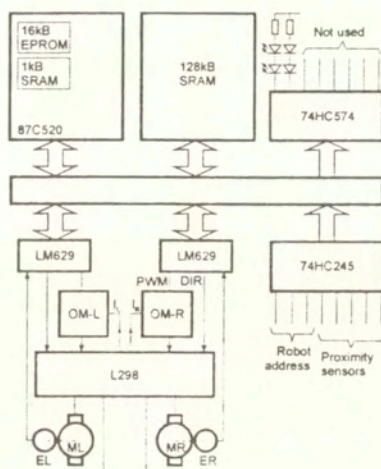 16kB
EPROM
1kB
SRAM
87C520
128kB
SRAM
Not used
74HC574
LM629
LM629
74HC245
PWM
DIR
OM-L
OM-R
L298
Robot
address
Proximity
sensors
ML
MR
EL
ER